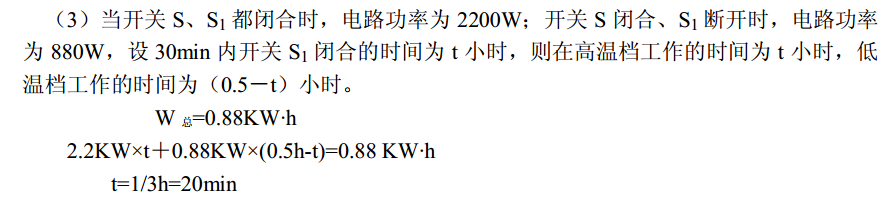 （3）当开关 S、S₁ 都闭合时，电路功率为 2200W；开关 S 闭合、S₁ 断开时，电路功率
为 880W，设 30min 内开关 S₁ 闭合的时间为 t 小时，则在高温档工作的时间为 t 小时，低
温档工作的时间为（0.5－t）小时。
W 总=0.88KW·h
2.2KW×t＋0.88KW×(0.5h-t)=0.88 KW·h
t=1/3h=20min